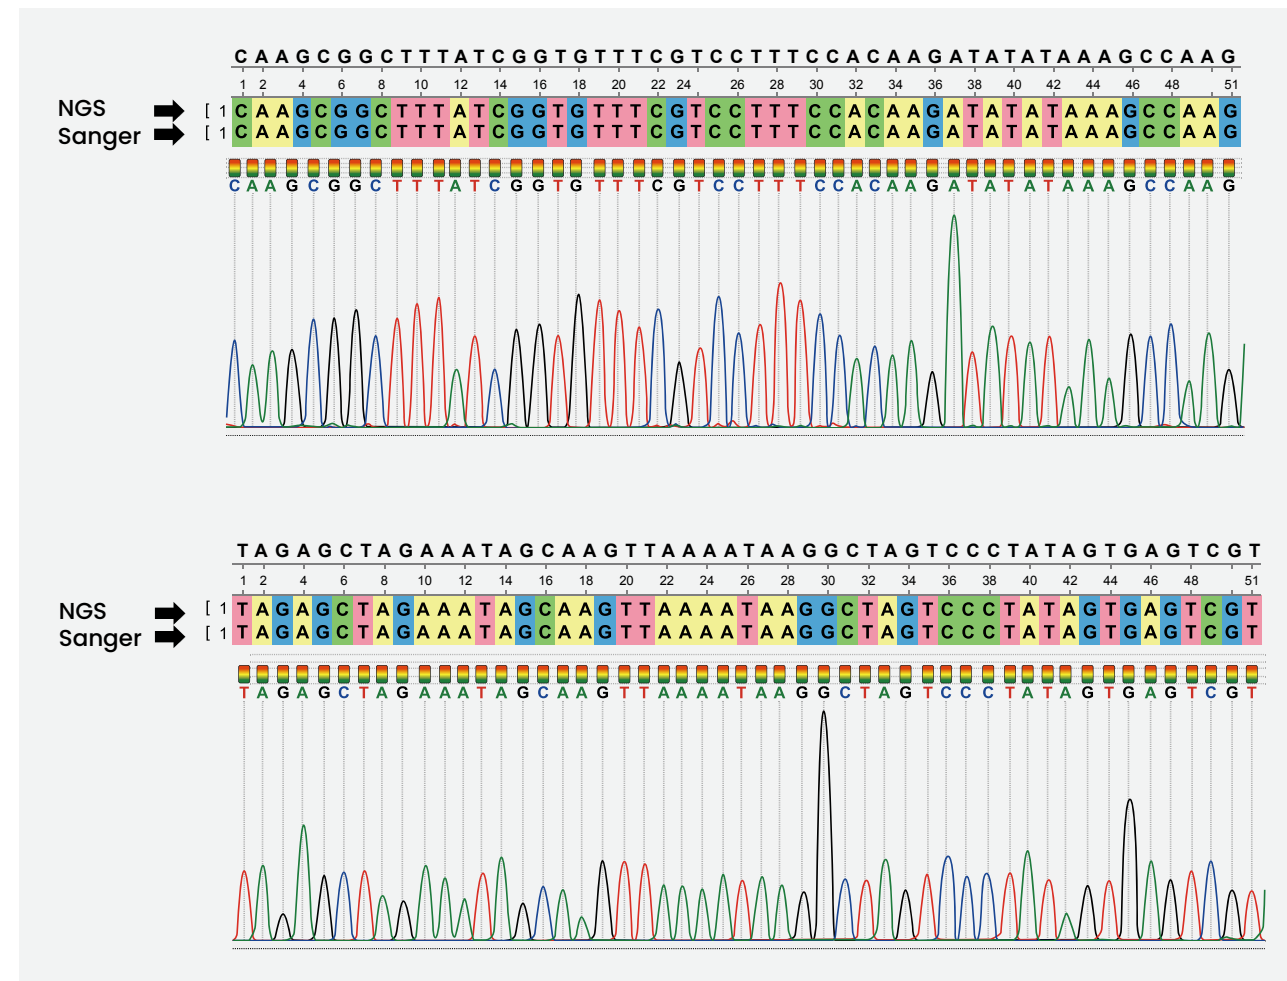 CAAGCGGCTTTATCGGTGTTTCGTCCTTTCCACAAGATATATAAAGCCAAG
1 2 4 6 8 10 12 14 16 18 20 22 24 26 28 30 32 34 36 38 40 42 44 46 48 51
NGS [ 1 CAAGCGGCTTTATCGGTGTTTCGTCCTTTCCACAAGATATATAAAGCCAAG
Sanger [ 1 CAAGCGGCTTTATCGGTGTTTCGTCCTTTCCACAAGATATATAAAGCCAAG
CAAGCGGCTTTATCGGTGTTTCGTCCTTTCCACAAGATATATAAAGCCAAG
TAGAGCTAGAAATAGCAAGTTAAAATAAGGCTAGTCCCTATAGTGAGTCGT
1 2 4 6 8 10 12 14 16 18 20 22 24 26 28 30 32 34 36 38 40 42 44 46 48 51
NGS [ 1 TAGAGCTAGAAATAGCAAGTTAAAATAAGGCTAGTCCCTATAGTGAGTCGT
Sanger [ 1 TAGAGCTAGAAATAGCAAGTTAAAATAAGGCTAGTCCCTATAGTGAGTCGT
TAGAGCTAGAAATAGCAAGTTAAAATAAGGCTAGTCCCTATAGTGAGTCGT